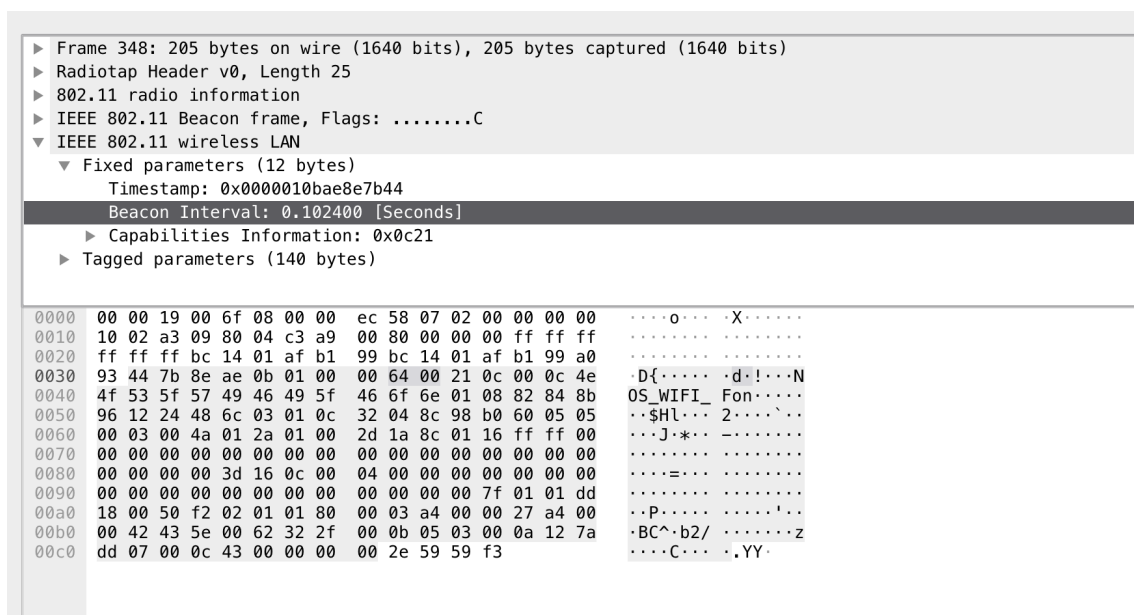 Frame 348: 205 bytes on wire (1640 bits), 205 bytes captured (1640 bits)
Radiotap Header v0, Length 25
802.11 radio information
IEEE 802.11 Beacon frame, Flags: ........C
IEEE 802.11 wireless LAN
Fixed parameters (12 bytes)
Timestamp: 0x0000010bae8e7b44
Beacon Interval: 0.102400 [Seconds]
Capabilities Information: 0x0c21
Tagged parameters (140 bytes)
0000 00 00 19 00 6f 08 00 00 ec 58 07 02 00 00 00 00 ····o··· ·X······
0010 10 02 a3 09 80 04 c3 a9 00 80 00 00 00 ff ff ff ········ ········
0020 ff ff ff bc 14 01 af b1 99 bc 14 01 af b1 99 a0 ········ ········
0030 93 44 7b 8e ae 0b 01 00 00 64 00 21 0c 00 0c 4e ·D{····· ·d·!···N
0040 4f 53 5f 57 49 46 49 5f 46 6f 6e 01 08 82 84 8b OS_WIFI_ Fon·····
0050 96 12 24 48 6c 03 01 0c 32 04 8c 98 b0 60 05 05 ··$Hl··· 2····`··
0060 00 03 00 4a 01 2a 01 00 2d 1a 8c 01 16 ff ff 00 ···J·*·· -·······
0070 00 00 00 00 00 00 00 00 00 00 00 00 00 00 00 00 ········ ········
0080 00 00 00 00 3d 16 0c 00 04 00 00 00 00 00 00 00 ····=··· ········
0090 00 00 00 00 00 00 00 00 00 00 00 00 7f 01 01 dd ········ ········
00a0 18 00 50 f2 02 01 01 80 00 03 a4 00 00 27 a4 00 ··P····· ·····'··
00b0 00 42 43 5e 00 62 32 2f 00 0b 05 03 00 0a 12 7a ·BC^·b2/ ·······z
00c0 dd 07 00 0c 43 00 00 00 00 2e 59 59 f3 ····C··· ·.YY·